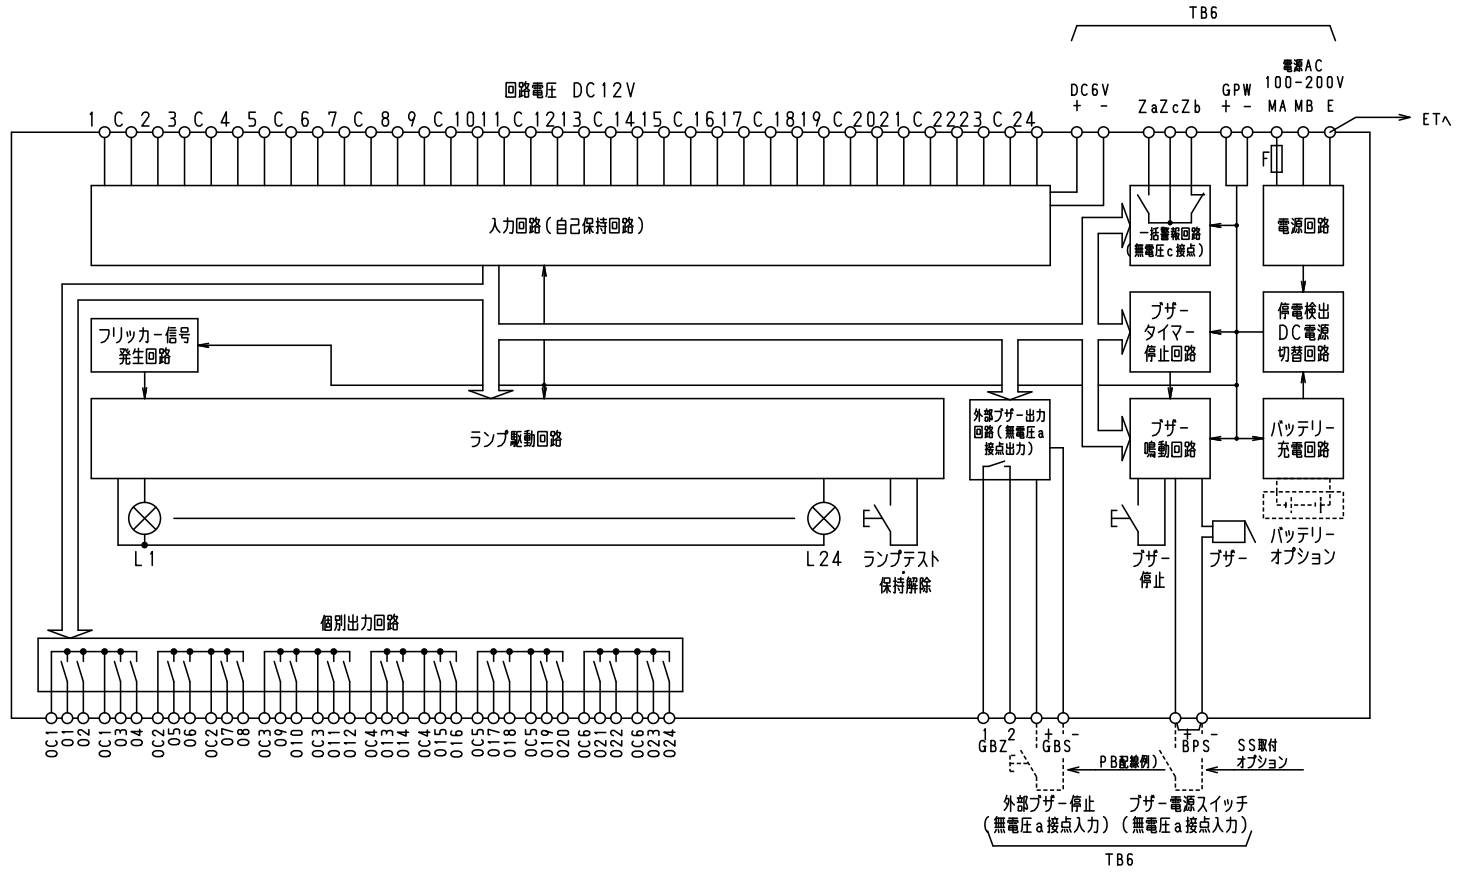 TB6
電源AC
100-200V
回路電圧 DC12V
DC6V
GPW
+ -
ZaZcZb
+ -
MA MB E
1 C 2 3 C 4 5 C 6 7 C 8 9 C 10 11 C 12 13 C 14 15 C 16 17 C 18 19 C 20 21 C 22 23 C 24
ETへ
F
入力回路(自己保持回路)
一括警報回路
(無電圧c接点)
電源回路
フリッカー信号
発生回路
ブザー
タイマー
停止回路
停電検出
DC電源
切替回路
ランプ駆動回路
外部ブザー出力
回路(無電圧a
接点出力)
ブザー
鳴動回路
バッテリー
充電回路
L1
L24
ランプテスト
・
保持解除
ブザー
停止
ブザー
バッテリー
オプション
個別出力回路
OC1 O1 O2 OC1 O3 O4 OC2 O5 O6 OC2 O7 O8 OC3 O9 O10 OC3 O11 O12 OC4 O13 O14 OC4 O15 O16 OC5 O17 O18 OC5 O19 O20 OC6 O21 O22 OC6 O23 O24
1 2
GBZ
+ -
GBS
+ -
BPS
SS取付
オプション
PB配線例)
外部ブザー停止
(無電圧a接点入力)
ブザー電源スイッチ
(無電圧a接点入力)
TB6